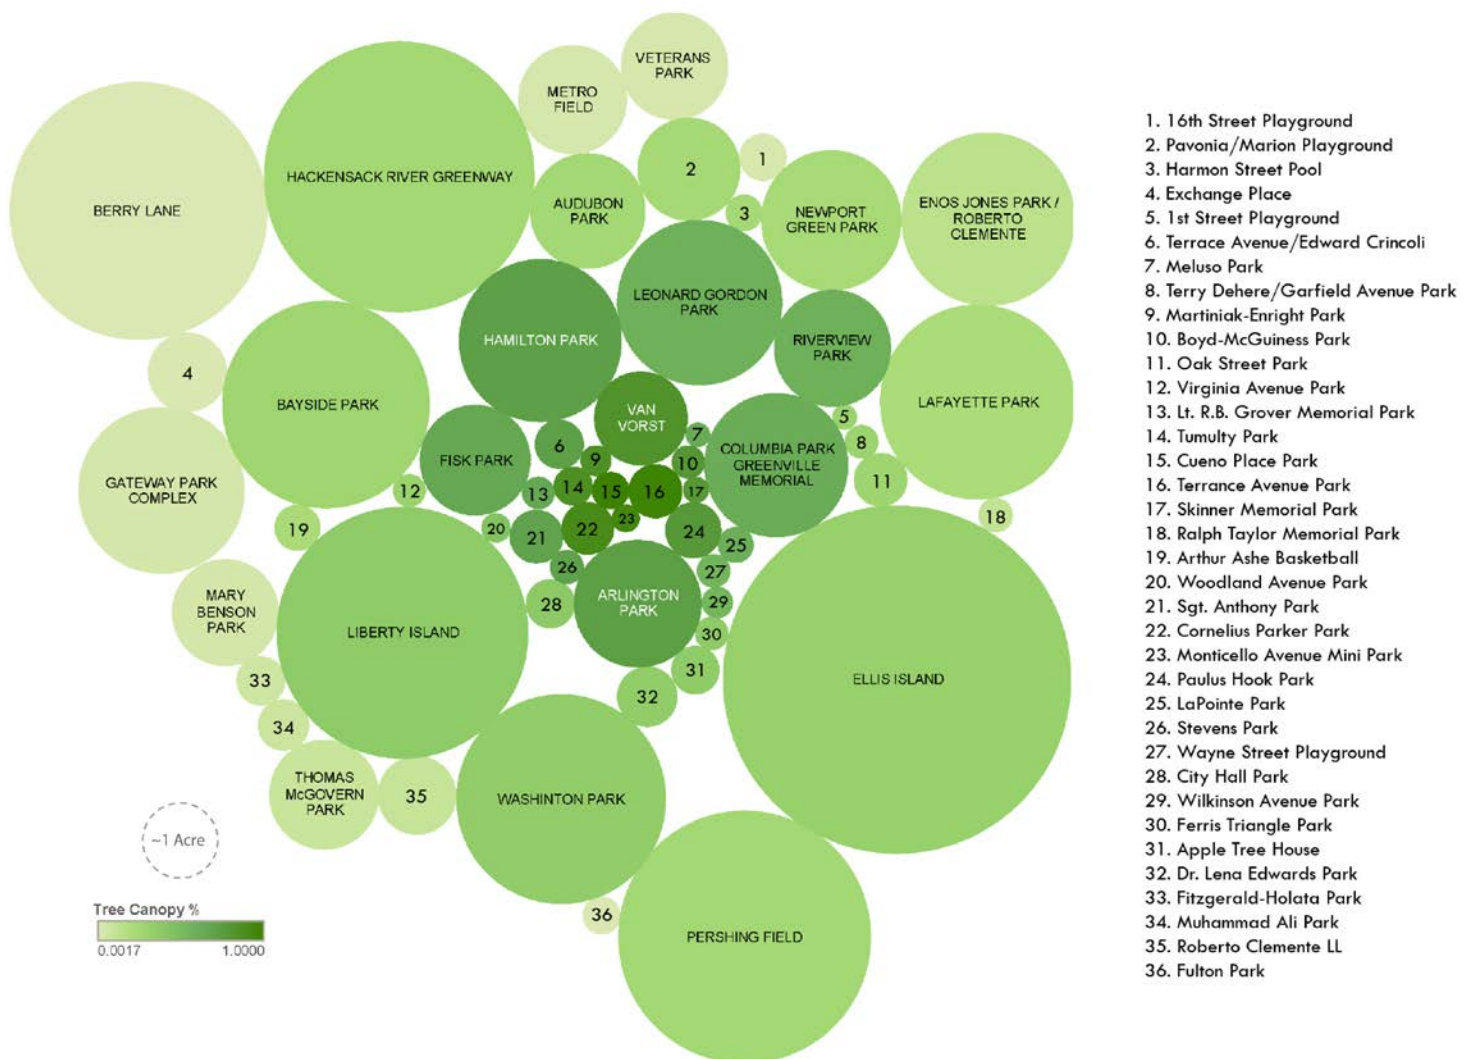 VETERANS
PARK
METRO
FIELD
HACKENSACK RIVER GREENWAY
BERRY LANE
AUDUBON
PARK
2
1
3
NEWPORT
GREEN PARK
ENOS JONES PARK /
ROBERTO
CLEMENTE
LEONARD GORDON
PARK
HAMILTON PARK
RIVERVIEW
PARK
4
BAYSIDE PARK
LAFAYETTE PARK
VAN
VORST
5
6
7
8
FISK PARK
COLUMBIA PARK
GREENVILLE
MEMORIAL
9
10
11
GATEWAY PARK
COMPLEX
12
13
14
15
16
17
18
19
20
21
22
23
24
25
26
27
28
ARLINGTON
PARK
29
30
31
32
MARY
BENSON
PARK
LIBERTY ISLAND
ELLIS ISLAND
33
34
THOMAS
McGOVERN
PARK
35
WASHINTON PARK
36
PERSHING FIELD
~1 Acre
Tree Canopy %
0.0017 1.0000
1. 16th Street Playground
2. Pavonia/Marion Playground
3. Harmon Street Pool
4. Exchange Place
5. 1st Street Playground
6. Terrace Avenue/Edward Crincoli
7. Meluso Park
8. Terry Dehere/Garfield Avenue Park
9. Martiniak-Enright Park
10. Boyd-McGuiness Park
11. Oak Street Park
12. Virginia Avenue Park
13. Lt. R.B. Grover Memorial Park
14. Tumulty Park
15. Cueno Place Park
16. Terrance Avenue Park
17. Skinner Memorial Park
18. Ralph Taylor Memorial Park
19. Arthur Ashe Basketball
20. Woodland Avenue Park
21. Sgt. Anthony Park
22. Cornelius Parker Park
23. Monticello Avenue Mini Park
24. Paulus Hook Park
25. LaPointe Park
26. Stevens Park
27. Wayne Street Playground
28. City Hall Park
29. Wilkinson Avenue Park
30. Ferris Triangle Park
31. Apple Tree House
32. Dr. Lena Edwards Park
33. Fitzgerald-Holata Park
34. Muhammad Ali Park
35. Roberto Clemente LL
36. Fulton Park